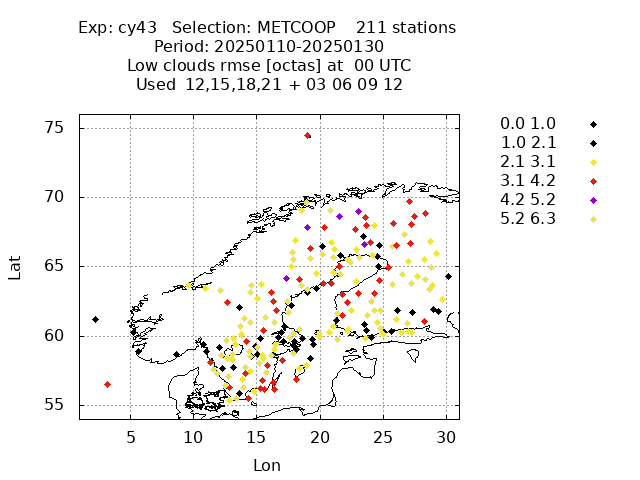 Exp: cy43 Selection: METCOOP 211 stations
Period: 20250110-20250130
Low clouds rmse [octas] at 00 UTC
Used 12,15,18,21 + 03 06 09 12
75
70
65
60
55
5 10 15 20 25 30
Lat
Lon
0.0 1.0
1.0 2.1
2.1 3.1
3.1 4.2
4.2 5.2
5.2 6.3